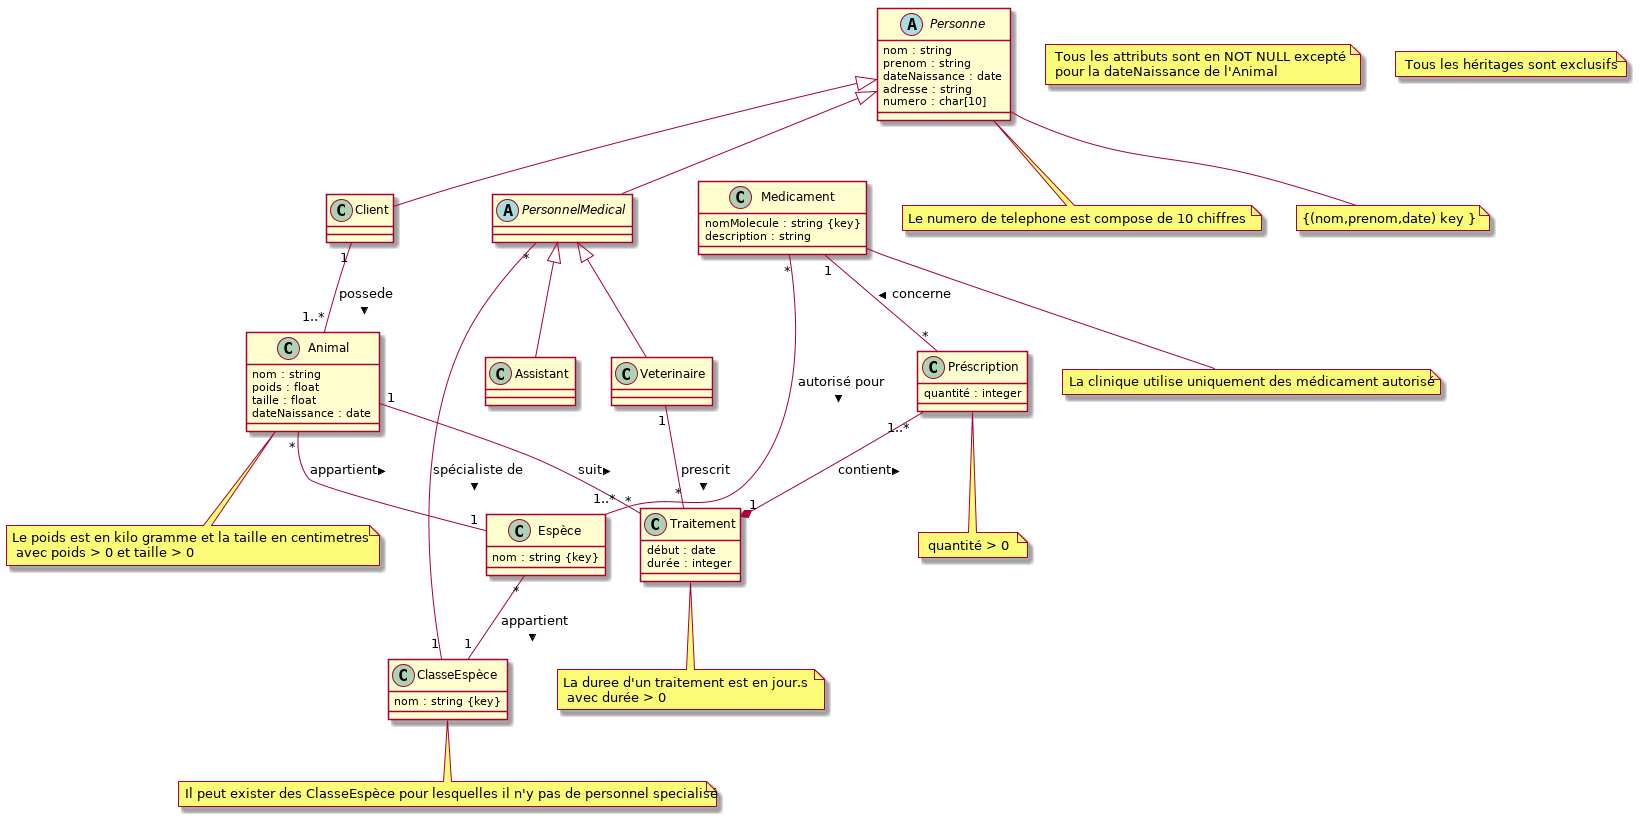 A Personne
nom : string
prenom : string
dateNaissance : date
adresse : string
numero : char[10]
Tous les attributs sont en NOT NULL excepté
pour la dateNaissance de l'Animal
Tous les héritages sont exclusifs
C Client
A PersonnelMedical
C Medicament
nomMolecule : string {key}
description : string
Le numero de telephone est compose de 10 chiffres
{(nom,prenom,date) key }
1
*
*
1
possede
concerne
1..*
*
C Animal
nom : string
poids : float
taille : float
dateNaissance : date
C Assistant
C Veterinaire
autorisé pour
C Préscription
quantité : integer
La clinique utilise uniquement des médicament autorisé
1
*
1
1..*
appartient
spécialiste de
suit
prescrit
contient
1
1..*
*
*
1
Le poids est en kilo gramme et la taille en centimetres
avec poids > 0 et taille > 0
C Espèce
nom : string {key}
C Traitement
début : date
durée : integer
quantité > 0
*
appartient
1
1
C ClasseEspèce
nom : string {key}
La duree d'un traitement est en jour.s
avec durée > 0
Il peut exister des ClasseEspèce pour lesquelles il n'y pas de personnel specialisé